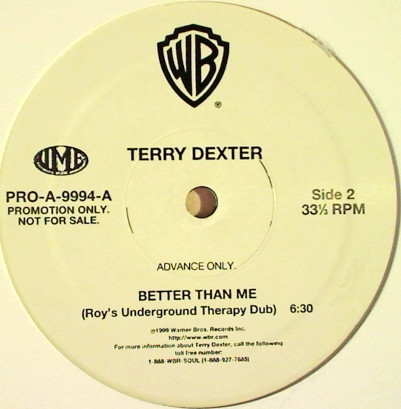 WB
®
UME
TERRY DEXTER
PRO-A-9994-A
PROMOTION ONLY.
NOT FOR SALE.
Side 2
33⅓ RPM
ADVANCE ONLY.
BETTER THAN ME
(Roy's Underground Therapy Dub) 6:30
©1999 Warner Bros. Records Inc.
http://www.wbr.com
For more information about Terry Dexter, call the following
toll free number:
1-888-WBR-SOUL (1-888-927-7685)